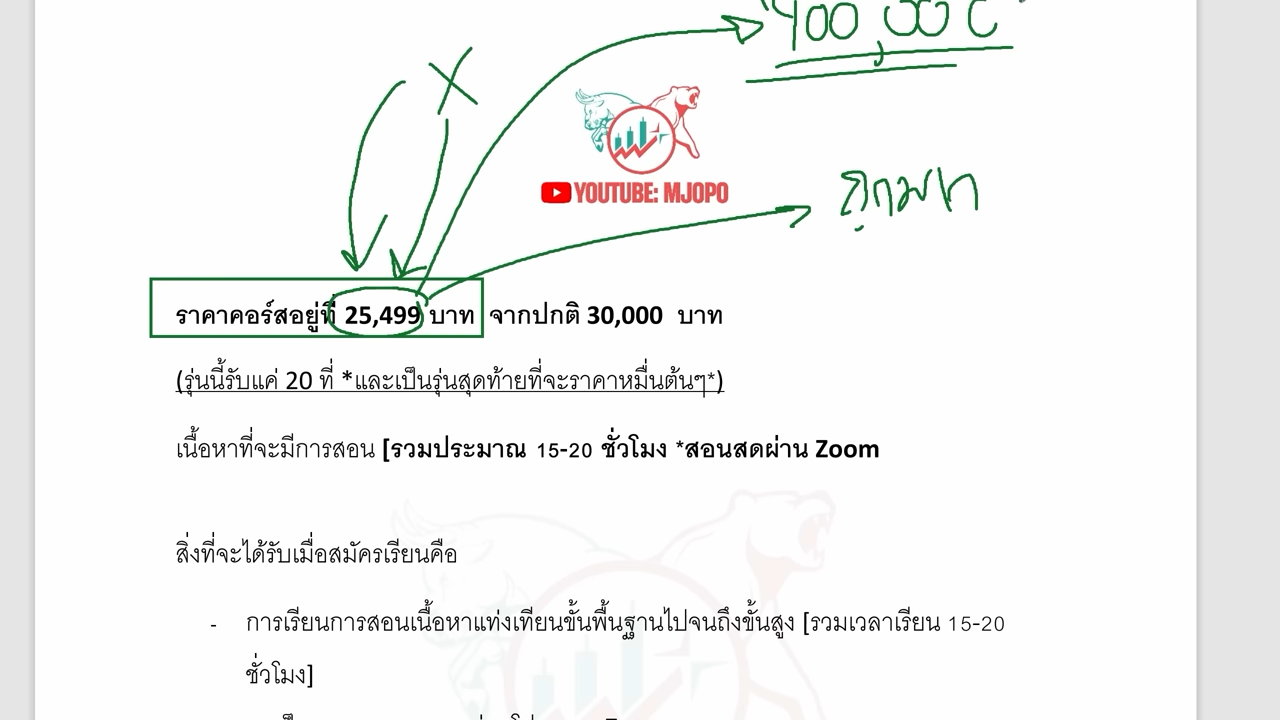 400,000
YOUTUBE: MJOPO
ถูกมาก
ราคาคอร์สอยู่ที่ 25,499 บาท จากปกติ 30,000 บาท
(รุ่นนี้รับแค่ 20 ที่ *และเป็นรุ่นสุดท้ายที่จะราคาหมื่นต้นๆ*)
เนื้อหาที่จะมีการสอน [รวมประมาณ 15-20 ชั่วโมง *สอนสดผ่าน Zoom
สิ่งที่จะได้รับเมื่อสมัครเรียนคือ
- การเรียนการสอนเนื้อหาแท่งเทียนขั้นพื้นฐานไปจนถึงขั้นสูง [รวมเวลาเรียน 15-20
ชั่วโมง]